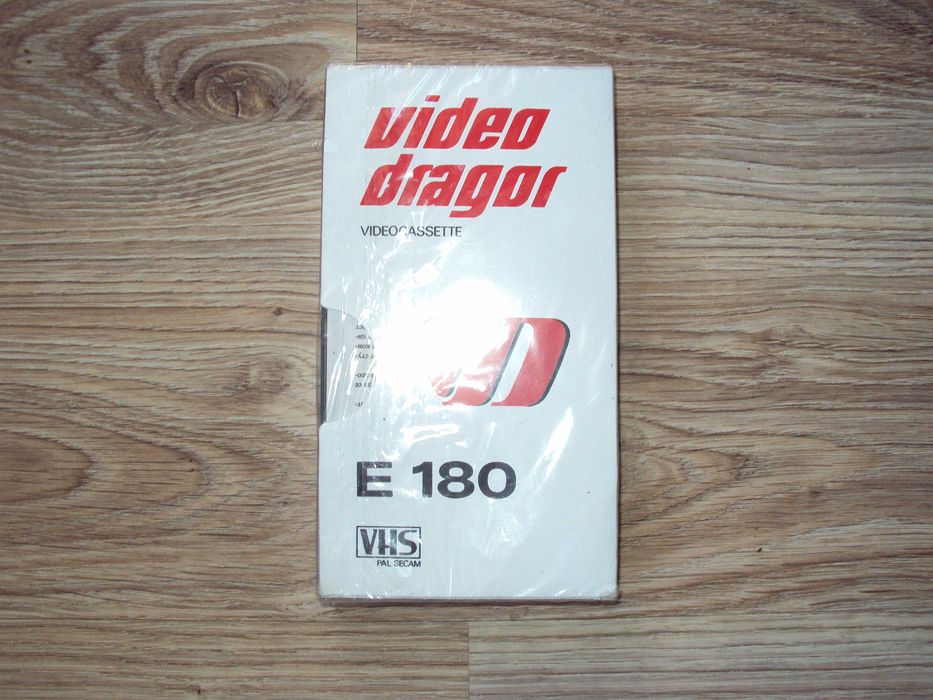 video
dragor
VIDEOCASSETTE
E 180
VHS
PAL SECAM